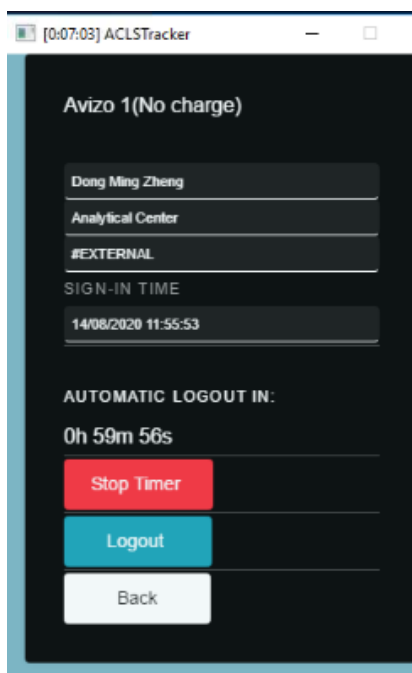 [0:07:03] ACLSTracker
Avizo 1(No charge)
Dong Ming Zheng
Analytical Center
#EXTERNAL
SIGN-IN TIME
14/08/2020 11:55:53
AUTOMATIC LOGOUT IN:
0h 59m 56s
Stop Timer
Logout
Back